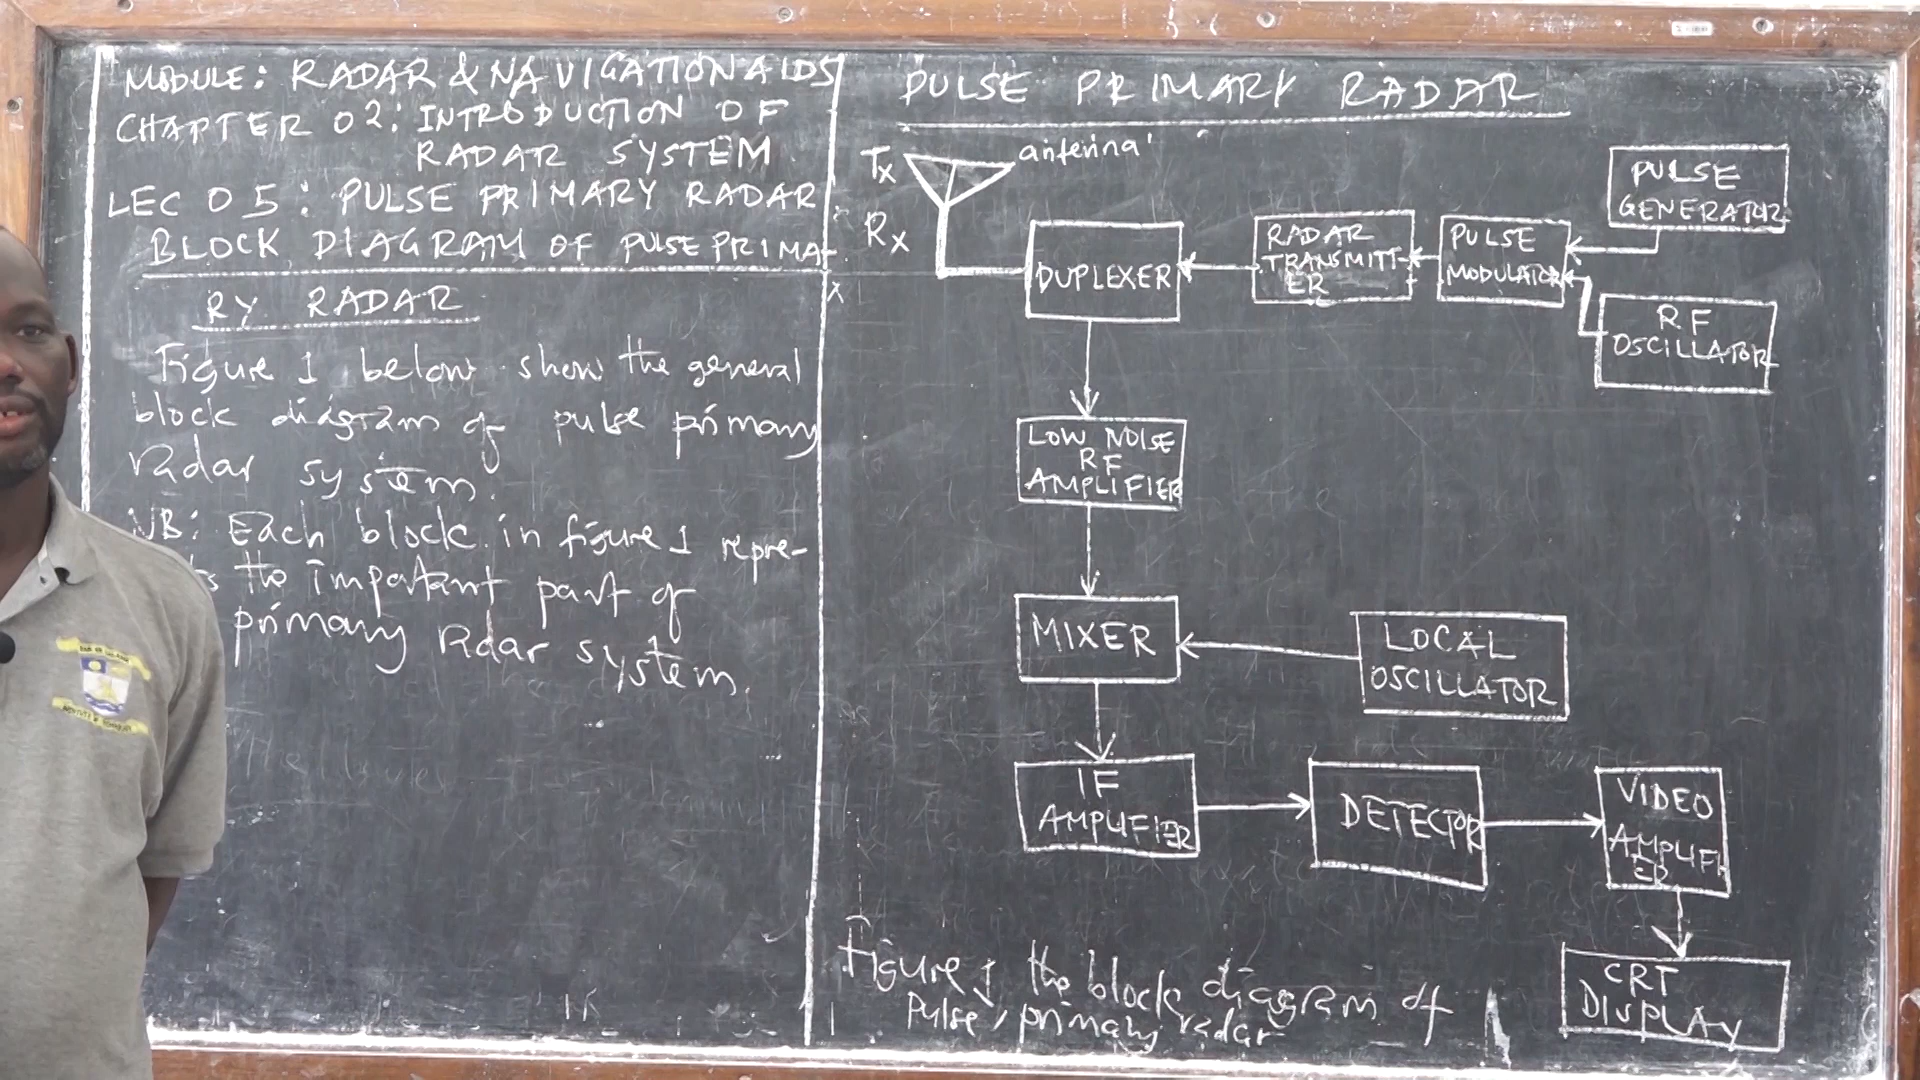 MODULE: RADAR & NAVIGATION AIDS
CHAPTER 02: INTRODUCTION OF
RADAR SYSTEM
LEC 05: PULSE PRIMARY RADAR
BLOCK DIAGRAM OF PULSE PRIMA-
RY RADAR
Figure 1 below show the general
block diagram of pulse primary
radar system.
NB: Each block in figure 1 repre-
the important part of
primary radar system.
PULSE PRIMARY RADAR
Tx
antenna
Rx
DUPLEXER
RADAR
TRANSMITT-
ER
PULSE
MODULATOR
PULSE
GENERATOR
RF
OSCILLATOR
LOW NOISE
RF
AMPLIFIER
MIXER
LOCAL
OSCILLATOR
IF
AMPLIFIER
DETECTOR
VIDEO
AMPLIFI
ER
CRT
DISPLAY
Figure 1 the block diagram of
Pulse, primary radar